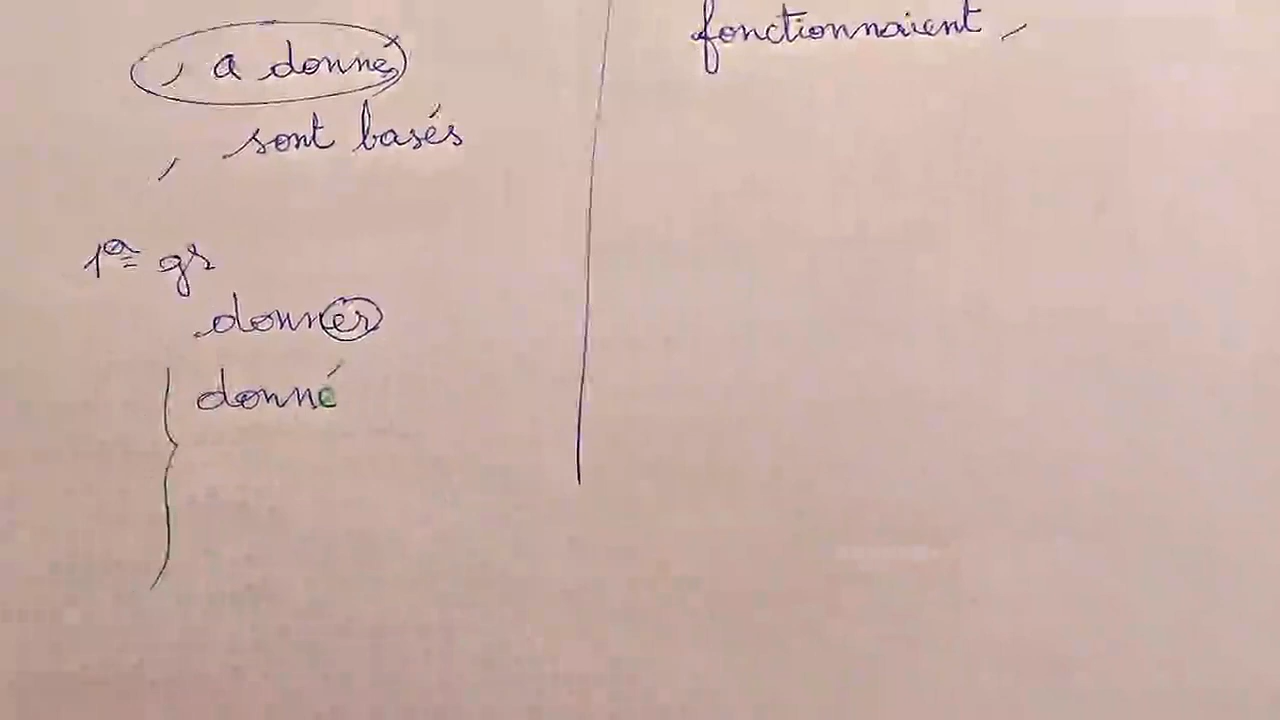 , a donné
, sont basés
1er gr
donner
donné
fonctionnaient,